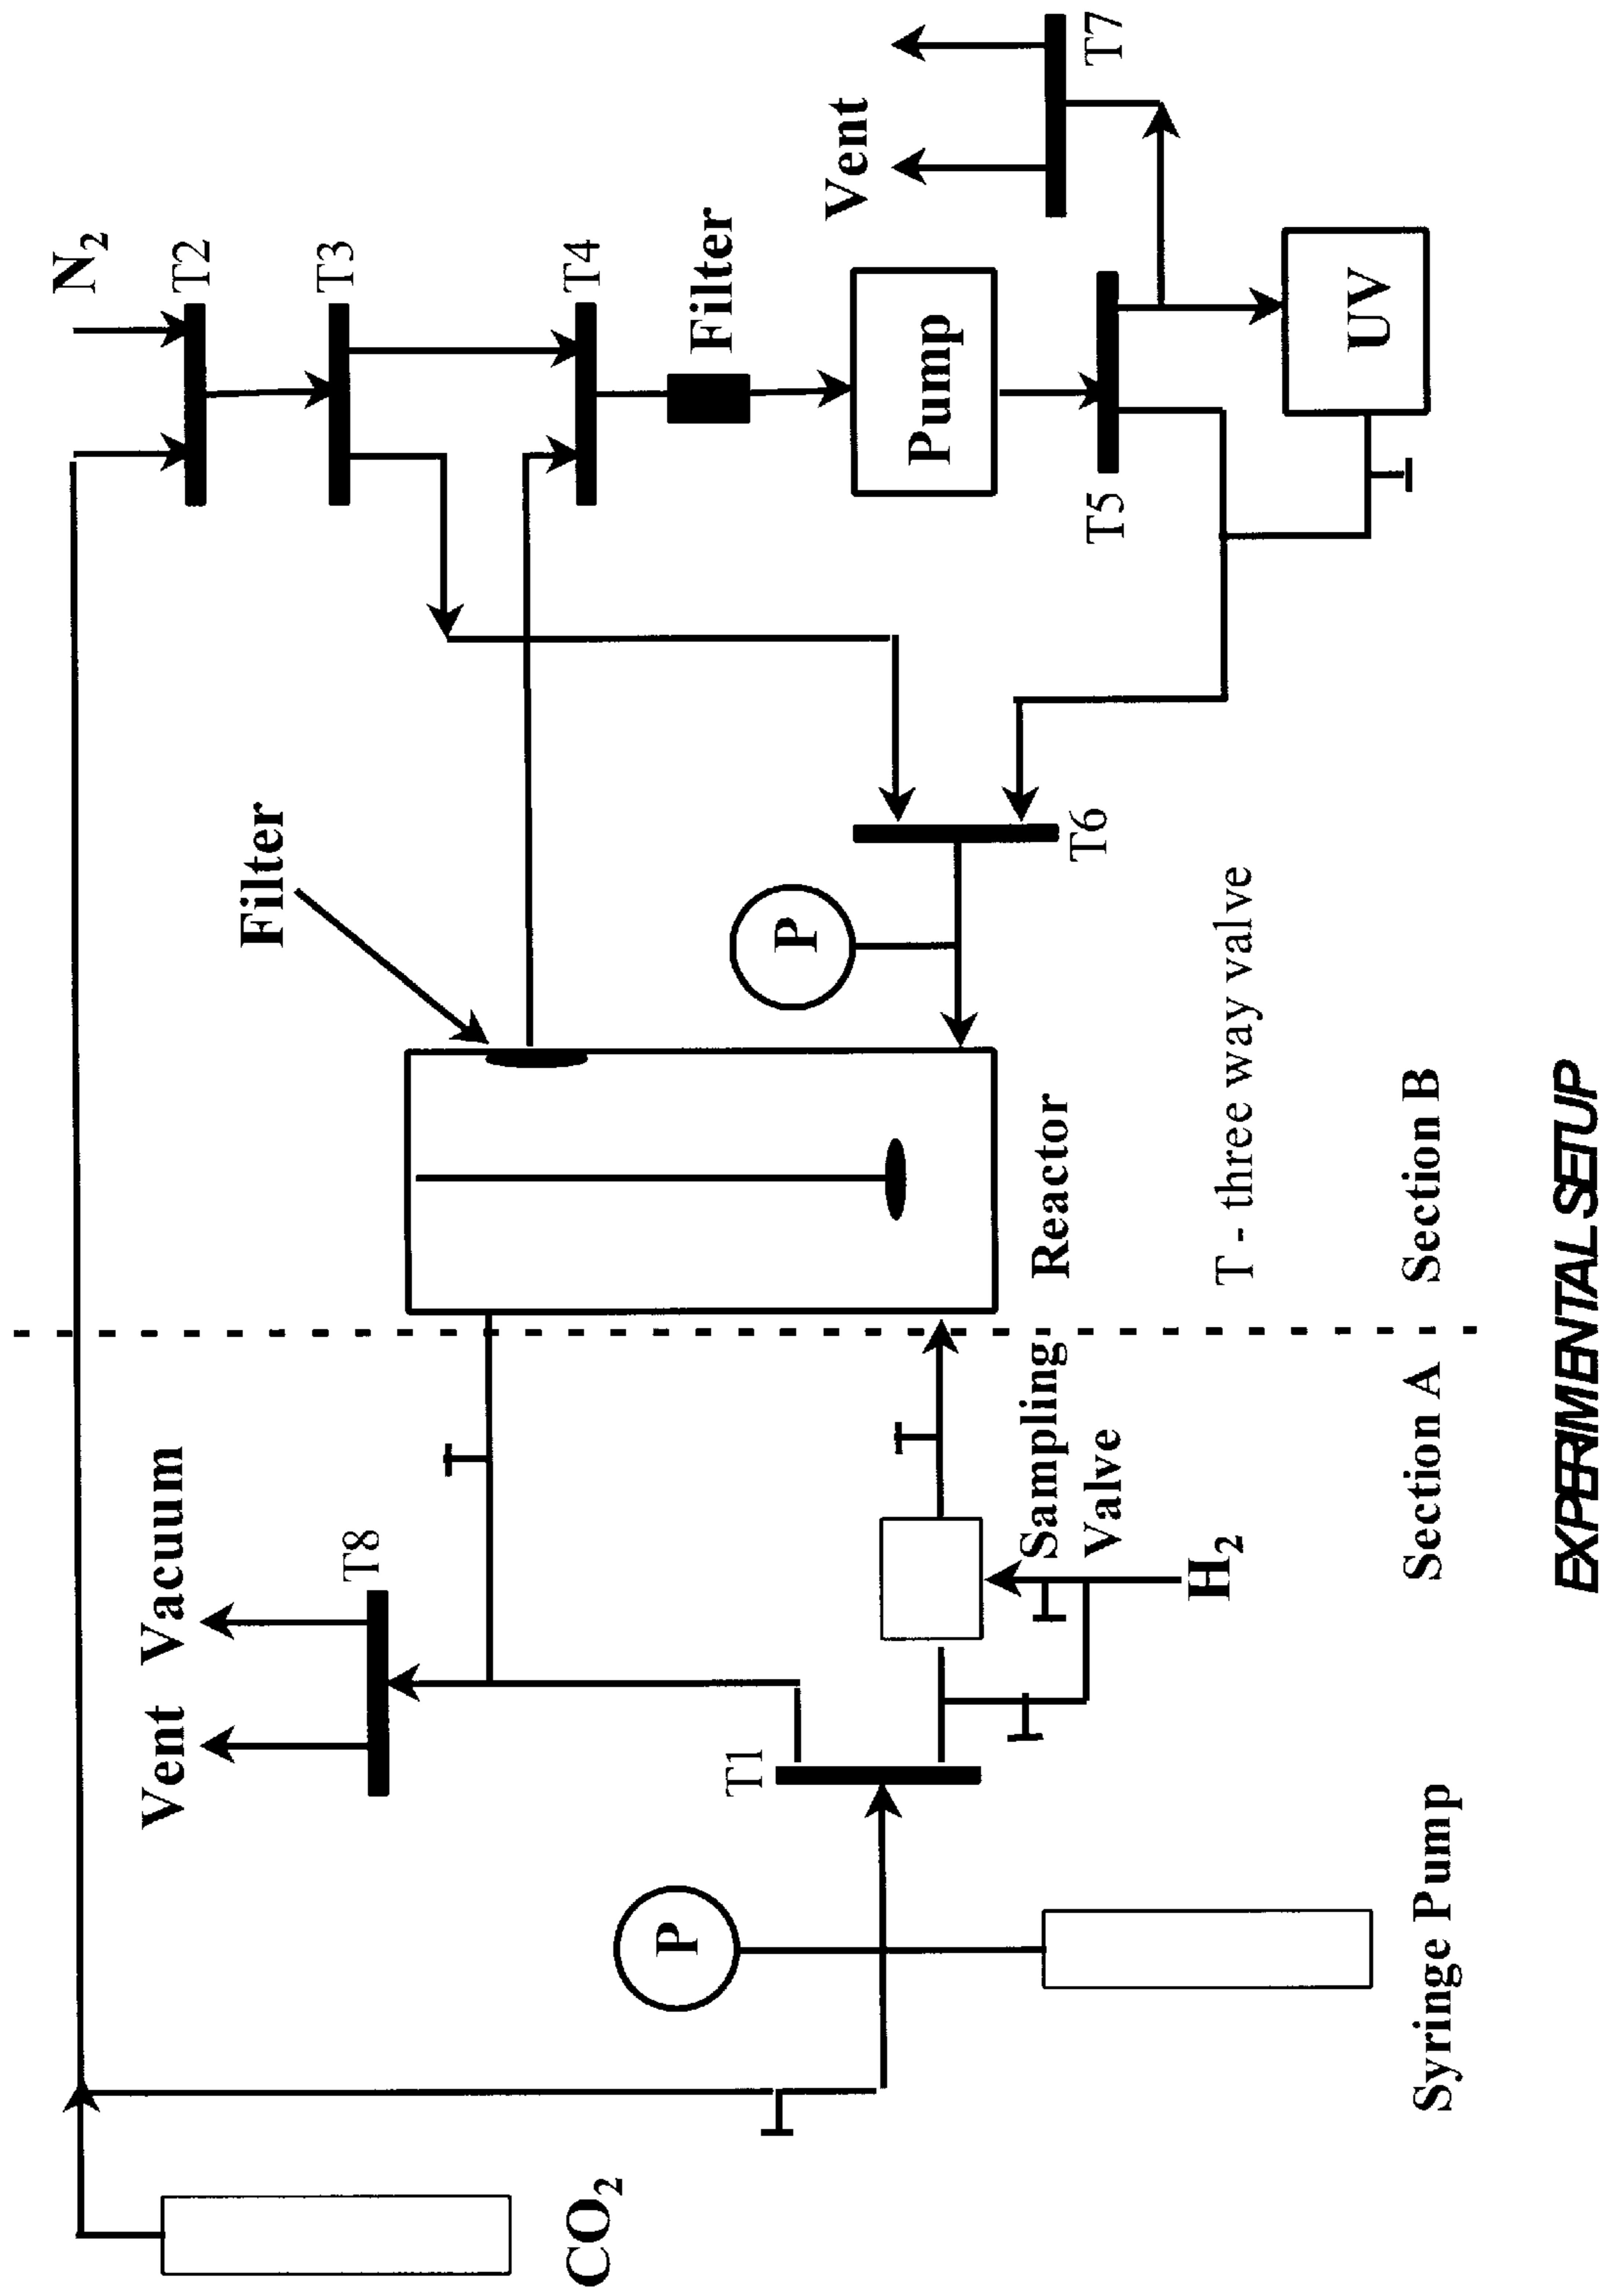 N2
T2
T3
T4
Filter
Vent
T7
Pump
T5
UV
Filter
P
T6
Reactor
T - three way valve
Vacuum
Vent
T8
Sampling
Valve
H2
T1
P
Syringe Pump
CO2
Section A
Section B
EXPERIMENTAL SETUP